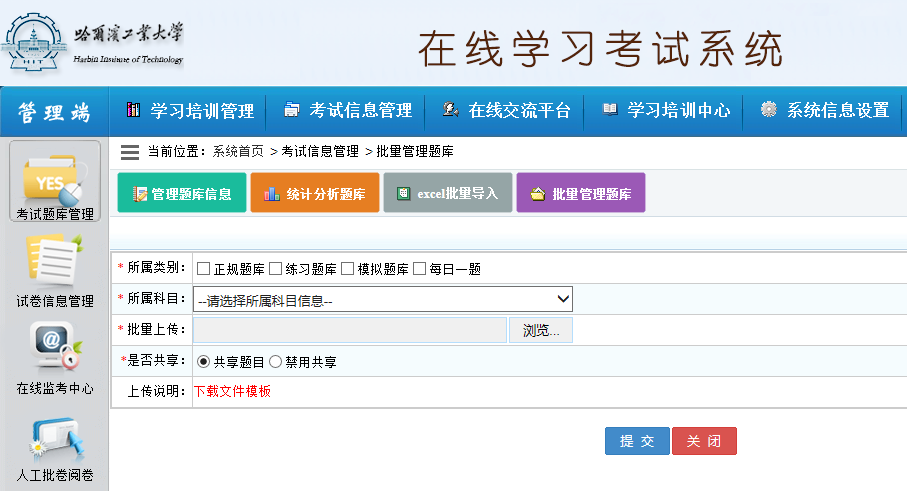 哈尔滨工业大学
Harbin Institute of Technology
HIT
在线学习考试系统
管理端
学习培训管理
考试信息管理
在线交流平台
学习培训中心
系统信息设置
当前位置：系统首页 > 考试信息管理 > 批量管理题库
YES
考试题库管理
试卷信息管理
@
在线监考中心
人工批卷阅卷
管理题库信息
统计分析题库
excel批量导入
批量管理题库
* 所属类别： 正规题库 练习题库 模拟题库 每日一题
* 所属科目： --请选择所属科目信息--
* 批量上传： 浏览...
*是否共享： 共享题目 禁用共享
上传说明： 下载文件模板
提 交
关 闭